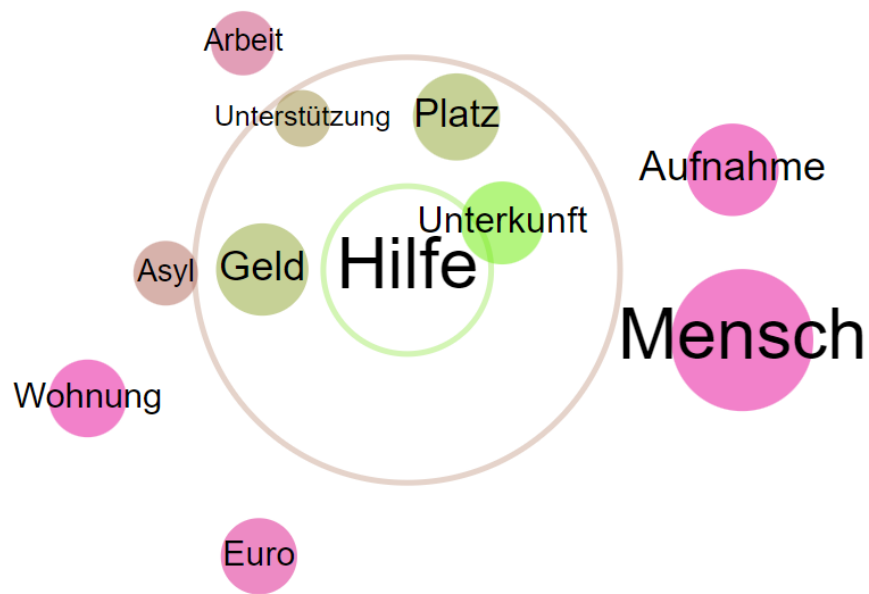 Arbeit
Unterstützung
Platz
Aufnahme
Unterkunft
Hilfe
Geld
Asyl
Mensch
Wohnung
Euro